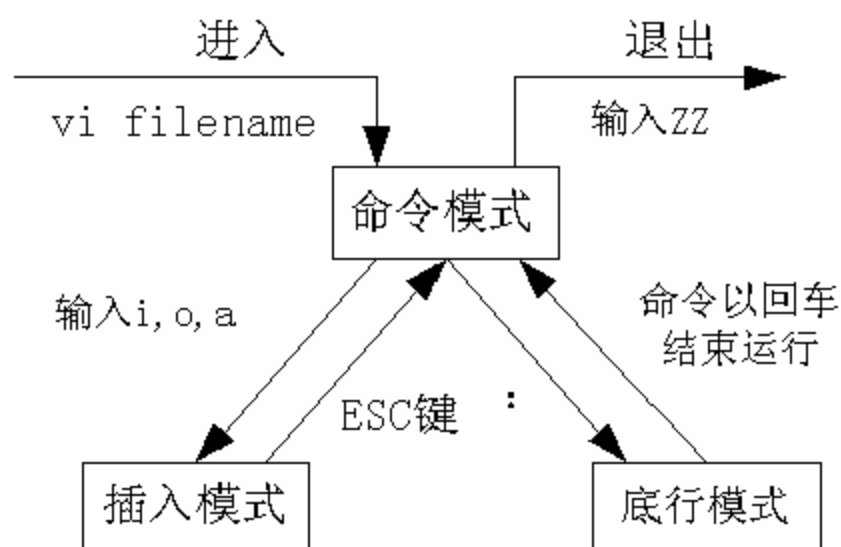 进入
退出
vi filename
输入ZZ
命令模式
输入i,o,a
命令以回车
结束运行
ESC键
:
插入模式
底行模式